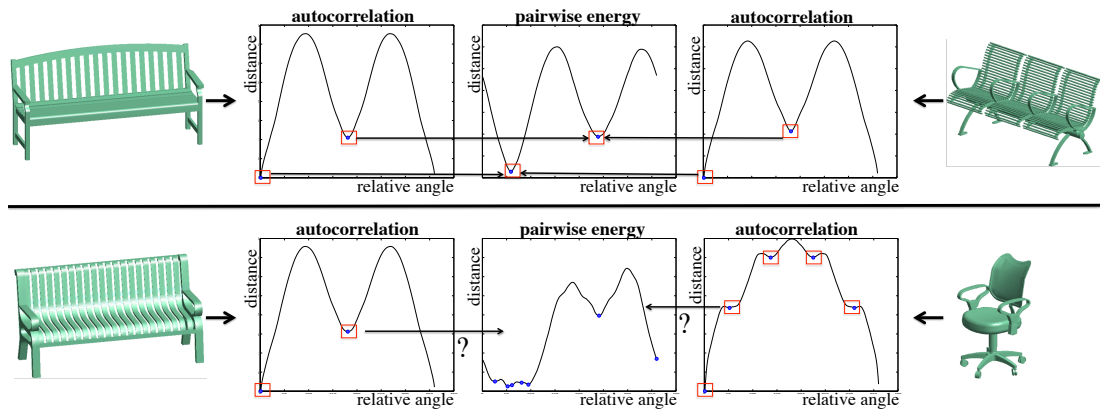 autocorrelation
pairwise energy
autocorrelation
distance
distance
distance
relative angle
relative angle
relative angle
autocorrelation
pairwise energy
autocorrelation
distance
distance
distance
?
?
relative angle
relative angle
relative angle